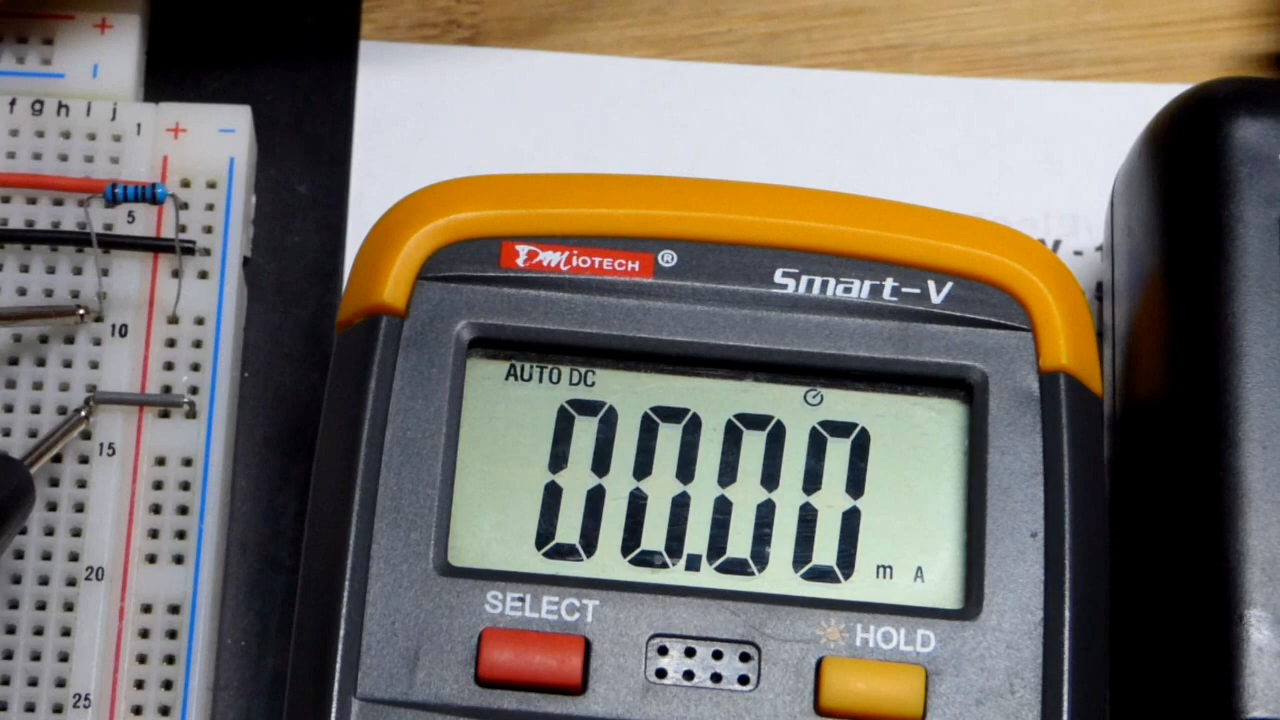 +
f g h i j
1 + −
5
10
15
20
25
DMIOTECH ®
Smart-V
AUTO DC
00.00 m A
SELECT
HOLD